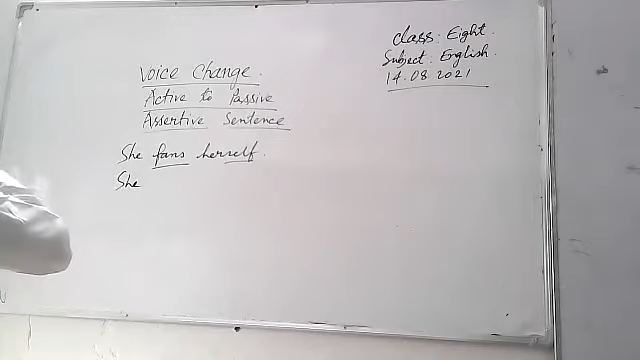 Class: Eight.
Subject: English.
14.08.2021
Voice Change.
Active to Passive
Assertive Sentence
She fans herself.
She